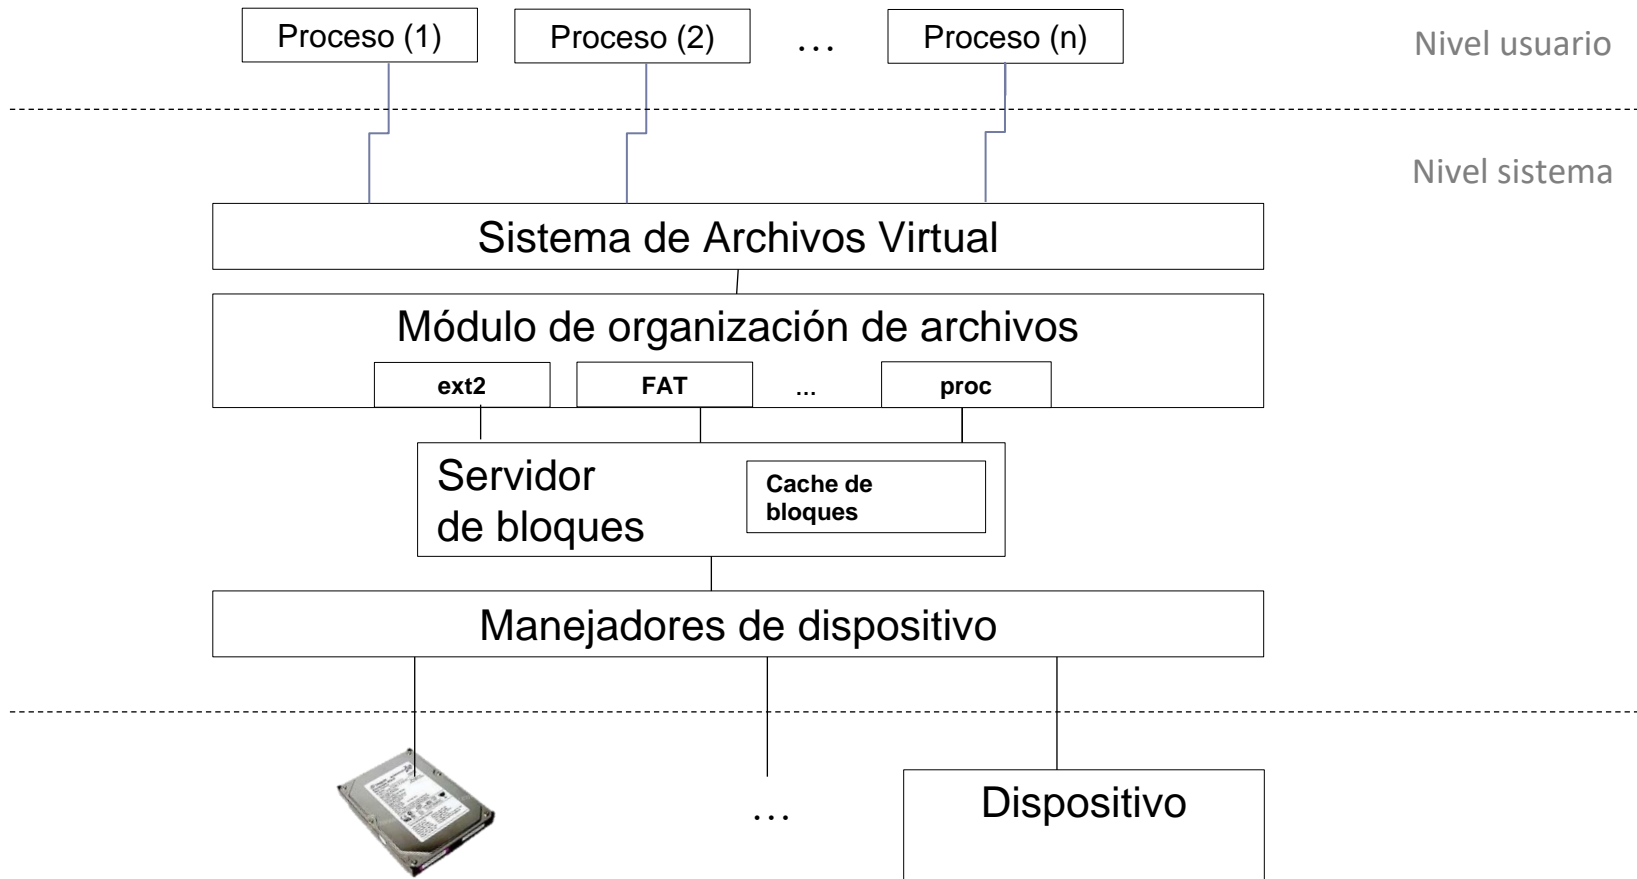 Proceso (1)
Proceso (2)
...
Proceso (n)
Nivel usuario
Nivel sistema
Sistema de Archivos Virtual
Módulo de organización de archivos
ext2
FAT
...
proc
Servidor
de bloques
Cache de
bloques
Manejadores de dispositivo
...
Dispositivo